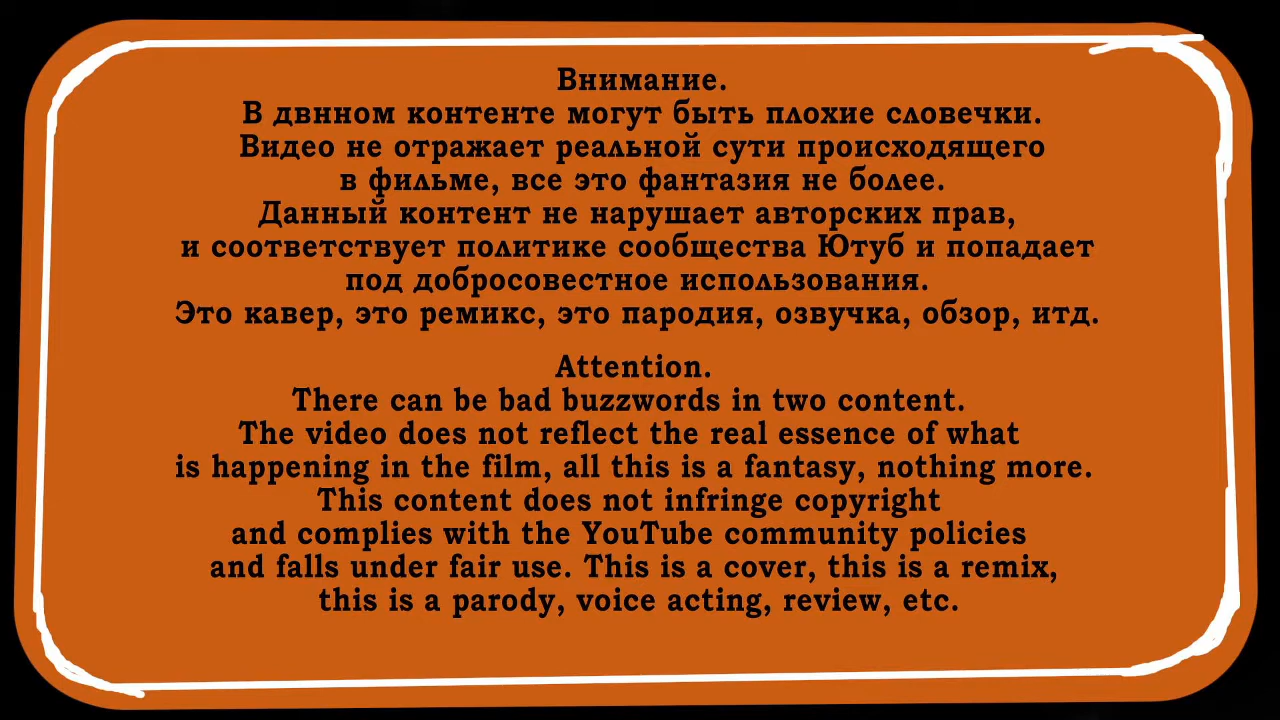 Внимание.
В двнном контенте могут быть плохие словечки.
Видео не отражает реальной сути происходящего
в фильме, все это фантазия не более.
Данный контент не нарушает авторских прав,
и соответствует политике сообщества Ютуб и попадает
под добросовестное использования.
Это кавер, это ремикс, это пародия, озвучка, обзор, итд.
Attention.
There can be bad buzzwords in two content.
The video does not reflect the real essence of what
is happening in the film, all this is a fantasy, nothing more.
This content does not infringe copyright
and complies with the YouTube community policies
and falls under fair use. This is a cover, this is a remix,
this is a parody, voice acting, review, etc.